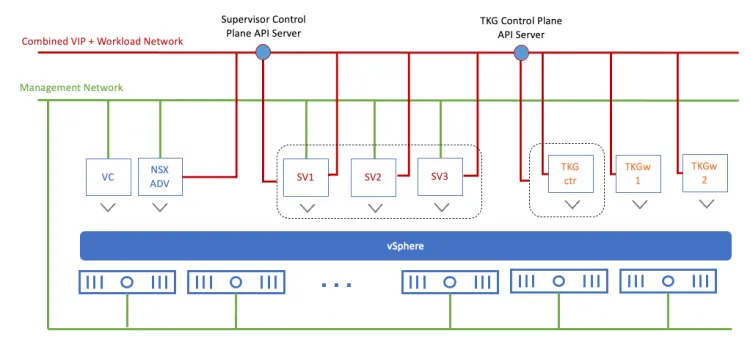 Supervisor Control
Plane API Server
TKG Control Plane
API Server
Combined VIP + Workload Network
Management Network
VC
NSX
ADV
SV1
SV2
SV3
TKG
ctr
TKGw
1
TKGw
2
vSphere